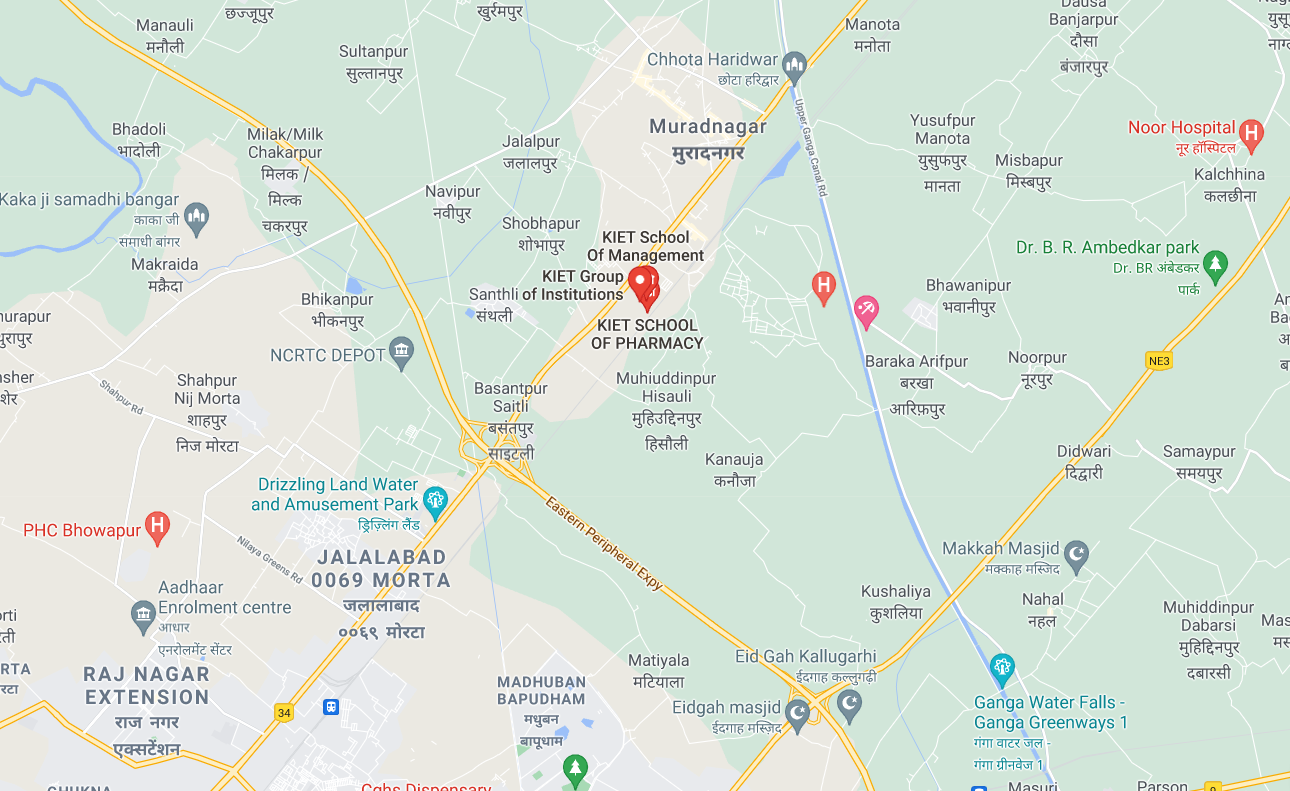 छज्जूपुर
खुर्रमपुर
Manauli
मनौली
Sultanpur
सुल्तानपुर
Manota
मनोता
Dausa
Banjarpur
दौसा
बंजारपुर
Chhota Haridwar
छोटा हरिद्वार
Upper Ganga Canal Rd
Muradnagar
मुरादनगर
Bhadoli
भादोली
Milak/Milk
Chakarpur
मिलक /
मिल्क
चकरपुर
Jalalpur
जलालपुर
Yusufpur
Manota
युसुफपुर
मानता
Noor Hospital
नूर हॉस्पिटल
Misbapur
मिस्बपुर
Kalchhina
कलछीना
Kaka ji samadhi bangar
काका जी
समाधी बांगर
Navipur
नवीपुर
Shobhapur
शोभापुर
KIET School
Of Management
KIET Group
of Institutions
KIET SCHOOL
OF PHARMACY
Dr. B. R. Ambedkar park
Dr. BR अंबेडकर
पार्क
Makraida
मक़ैदा
Bhikanpur
भीकनपुर
Santhli
संथली
Bhawanipur
भवानीपुर
NCRTC DEPOT
Shahpur Rd
Shahpur
Nij Morta
शाहपुर
निज मोरटा
Basantpur
Saitli
बसंतपुर
साइटली
Muhiuddinpur
Hisauli
मुहिउद्दिनपुर
हिसौली
Baraka Arifpur
बरखा
आरिफ़पुर
Noorpur
नूरपुर
NE3
Kanauja
कनौजा
Didwari
दिद्वारी
Samaypur
समयपुर
Drizzling Land Water
and Amusement Park
ड्रिज़्लिंग लैंड
Eastern Peripheral Expy
PHC Bhowapur
Nilaya Greens Rd
JALALABAD
0069 MORTA
जलालाबाद
००६९ मोरटा
Makkah Masjid
मक्काह मस्जिद
Aadhaar
Enrolment centre
आधार
एनरोलमेंट सेंटर
Kushaliya
कुशलिया
Nahal
नहल
Muhiddinpur
Dabarsi
मुहिद्दिनपुर
दबारसी
RAJ NAGAR
EXTENSION
राज नगर
एक्सटेंशन
34
MADHUBAN
BAPUDHAM
मधुबन
बापूधाम
Matiyala
मटियाला
Eid Gah Kallugarhi
ईदगाह कल्लुगढ़ी
Eidgah masjid
ईदगाह मस्ज़िद
Ganga Water Falls -
Ganga Greenways 1
गंगा वाटर जल -
गंगा ग्रीनवेज 1
Cghs Dispensary
Masuri
Parson
9